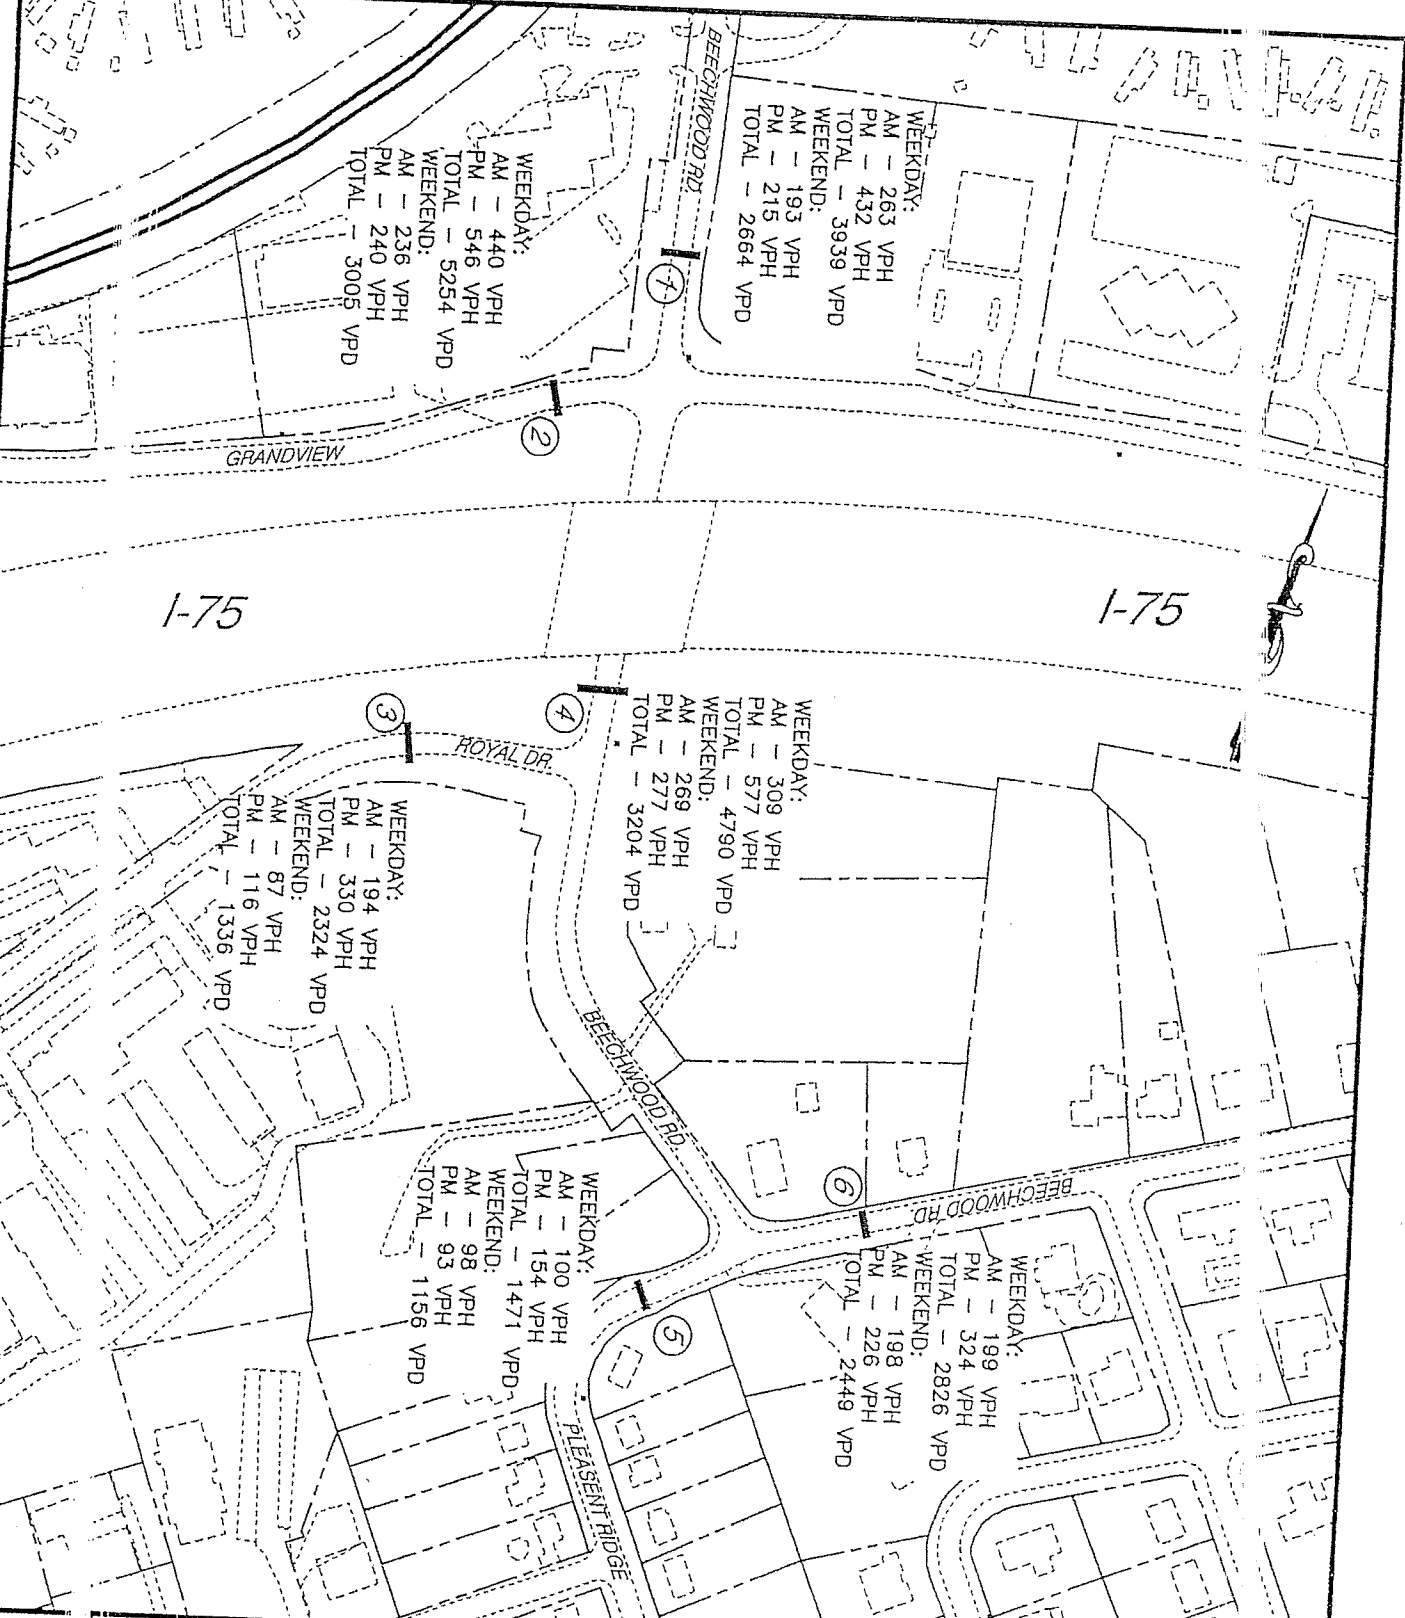 BEECHWOOD RD.
WEEKDAY:
AM - 263 VPH
PM - 432 VPH
TOTAL - 3939 VPD
WEEKEND:
AM - 193 VPH
PM - 215 VPH
TOTAL - 2664 VPD
1
WEEKDAY:
AM - 440 VPH
PM - 546 VPH
TOTAL - 5254 VPD
WEEKEND:
AM - 236 VPH
PM - 240 VPH
TOTAL - 3005 VPD
2
GRANDVIEW
I-75
I-75
3
4
ROYAL DR.
WEEKDAY:
AM - 309 VPH
PM - 577 VPH
TOTAL - 4790 VPD
WEEKEND:
AM - 269 VPH
PM - 277 VPH
TOTAL - 3204 VPD
WEEKDAY:
AM - 194 VPH
PM - 330 VPH
TOTAL - 2324 VPD
WEEKEND:
AM - 87 VPH
PM - 116 VPH
TOTAL - 1336 VPD
BEECHWOOD RD.
BEECHWOOD RD.
6
WEEKDAY:
AM - 199 VPH
PM - 324 VPH
TOTAL - 2826 VPD
WEEKEND:
AM - 198 VPH
PM - 226 VPH
TOTAL - 2449 VPD
WEEKDAY:
AM - 100 VPH
PM - 154 VPH
TOTAL - 1471 VPD
WEEKEND:
AM - 98 VPH
PM - 93 VPH
TOTAL - 1156 VPD
5
PLEASENT RIDGE